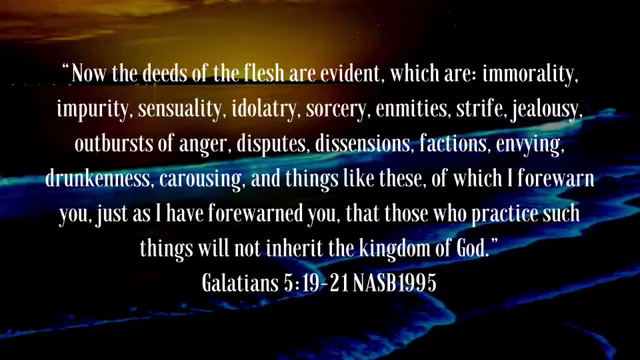 “Now the deeds of the flesh are evident, which are: immorality,
impurity, sensuality, idolatry, sorcery, enmities, strife, jealousy,
outbursts of anger, disputes, dissensions, factions, envying,
drunkenness, carousing, and things like these, of which I forewarn
you, just as I have forewarned you, that those who practice such
things will not inherit the kingdom of God.”
Galatians 5:19-21 NASB1995